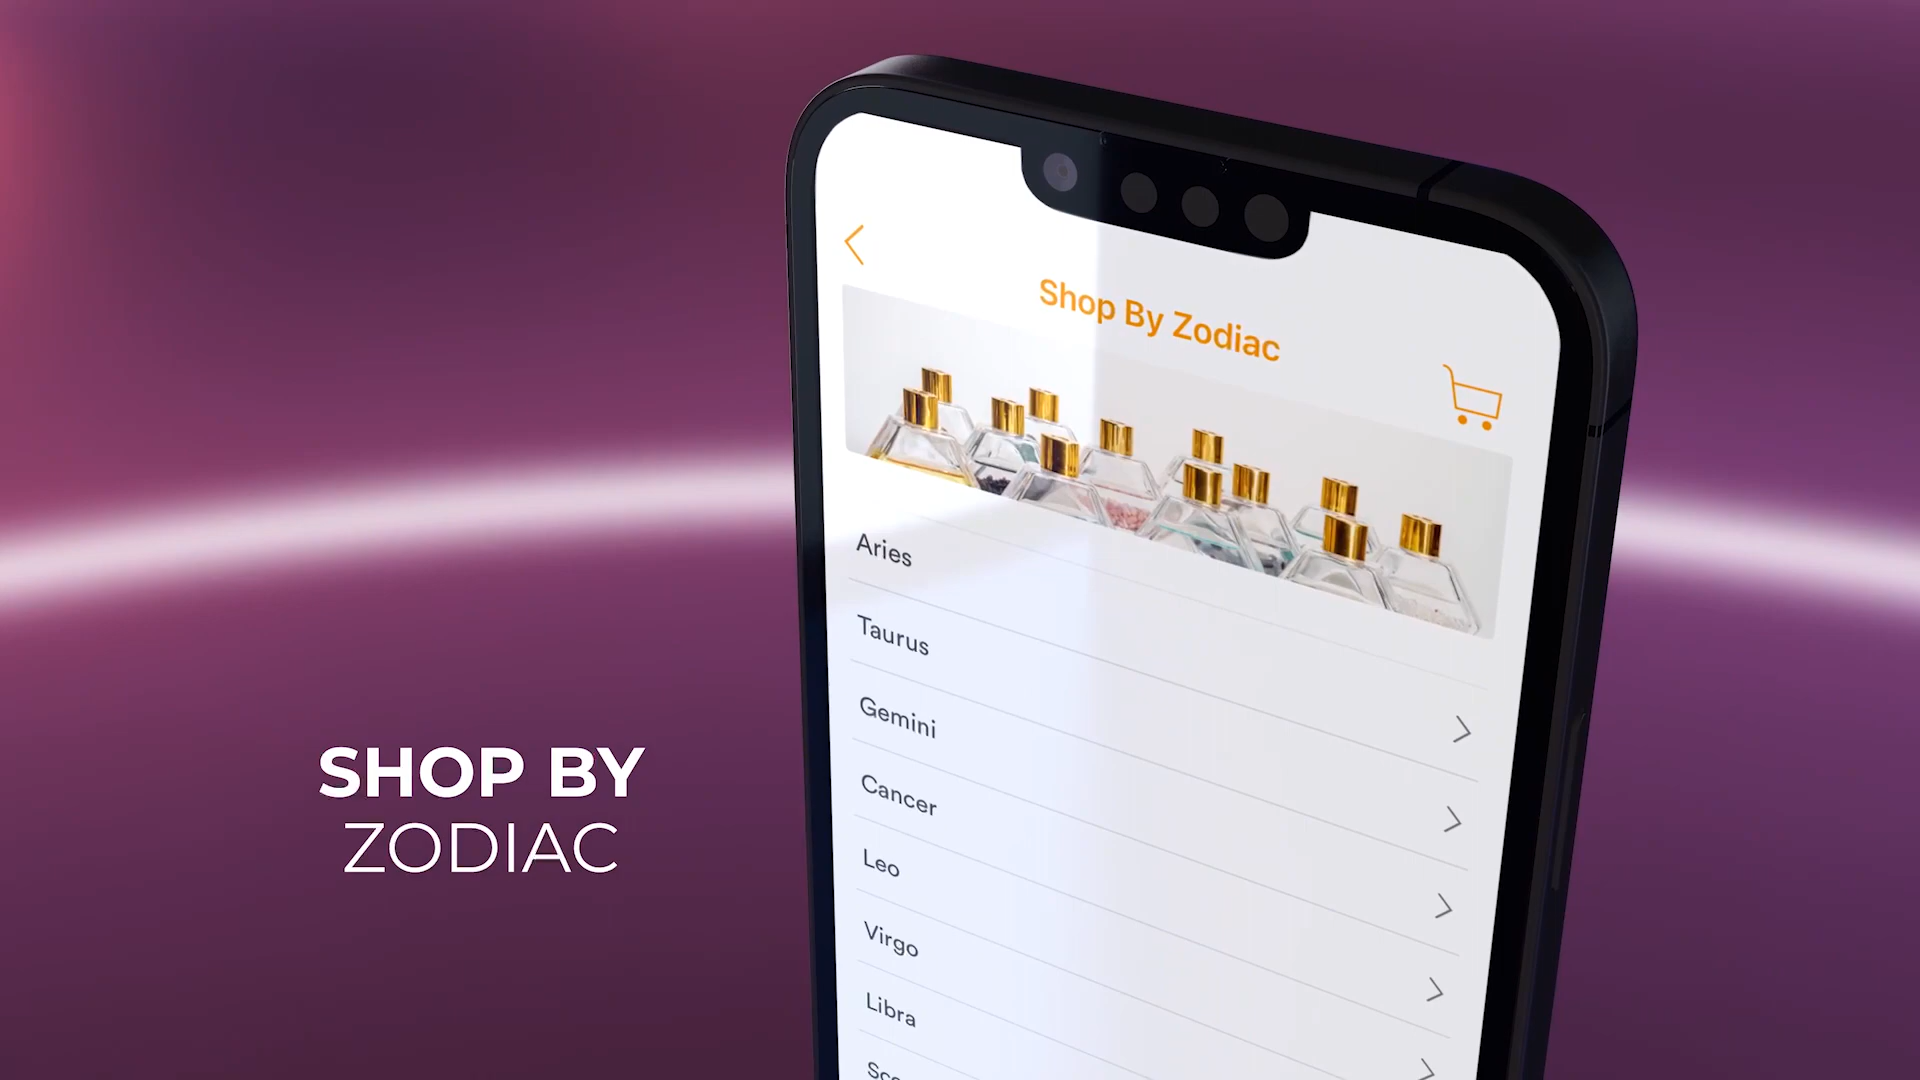 Shop By Zodiac
Aries
Taurus
Gemini
Cancer
Leo
Virgo
Libra
SHOP BY
ZODIAC